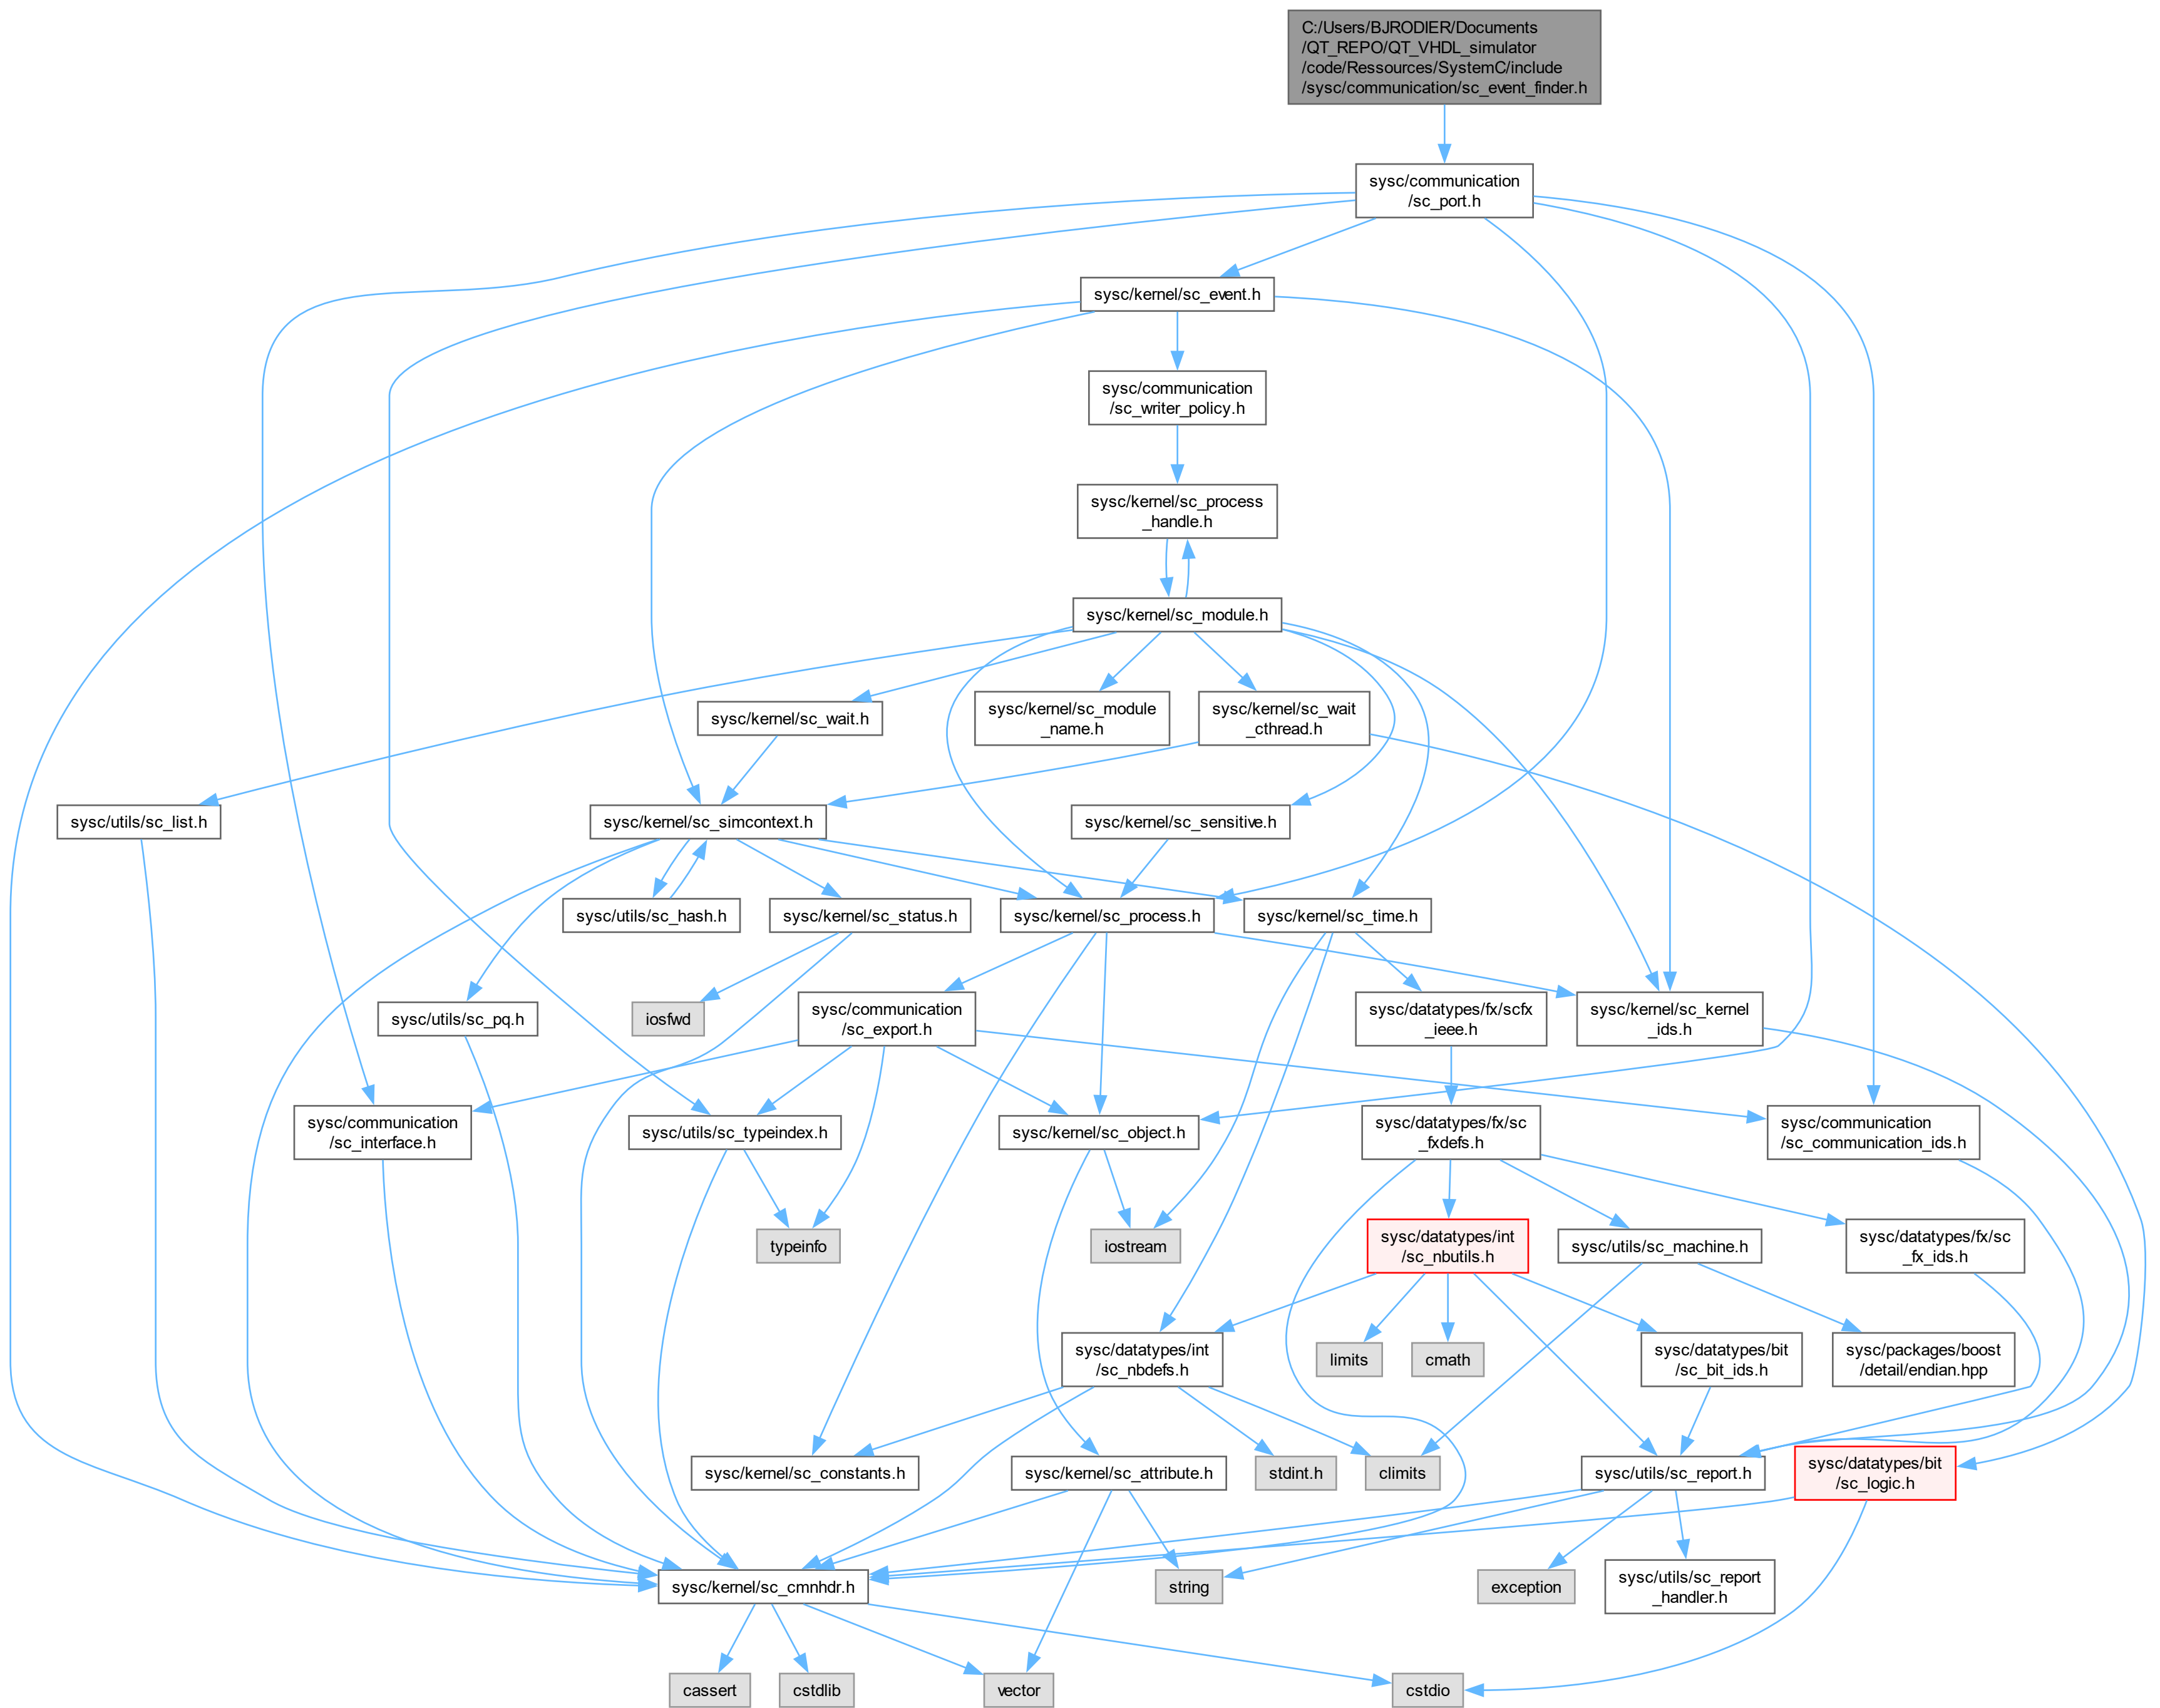 C:/Users/BJRODIER/Documents
/QT_REPO/QT_VHDL_simulator
/code/Ressources/SystemC/include
/sysc/communication/sc_event_finder.h
sysc/communication
/sc_port.h
sysc/kernel/sc_event.h
sysc/communication
/sc_writer_policy.h
sysc/kernel/sc_process
_handle.h
sysc/kernel/sc_module.h
sysc/kernel/sc_wait.h
sysc/kernel/sc_module
_name.h
sysc/kernel/sc_wait
_cthread.h
sysc/utils/sc_list.h
sysc/kernel/sc_simcontext.h
sysc/kernel/sc_sensitive.h
sysc/utils/sc_hash.h
sysc/kernel/sc_status.h
sysc/kernel/sc_process.h
sysc/kernel/sc_time.h
sysc/utils/sc_pq.h
iosfwd
sysc/communication
/sc_export.h
sysc/datatypes/fx/scfx
_ieee.h
sysc/kernel/sc_kernel
_ids.h
sysc/communication
/sc_interface.h
sysc/utils/sc_typeindex.h
sysc/kernel/sc_object.h
sysc/datatypes/fx/sc
_fxdefs.h
sysc/communication
/sc_communication_ids.h
typeinfo
iostream
sysc/datatypes/int
/sc_nbutils.h
sysc/utils/sc_machine.h
sysc/datatypes/fx/sc
_fx_ids.h
sysc/datatypes/int
/sc_nbdefs.h
limits
cmath
sysc/datatypes/bit
/sc_bit_ids.h
sysc/packages/boost
/detail/endian.hpp
sysc/kernel/sc_constants.h
sysc/kernel/sc_attribute.h
stdint.h
climits
sysc/utils/sc_report.h
sysc/datatypes/bit
/sc_logic.h
sysc/kernel/sc_cmnhdr.h
string
exception
sysc/utils/sc_report
_handler.h
cassert
cstdlib
vector
cstdio